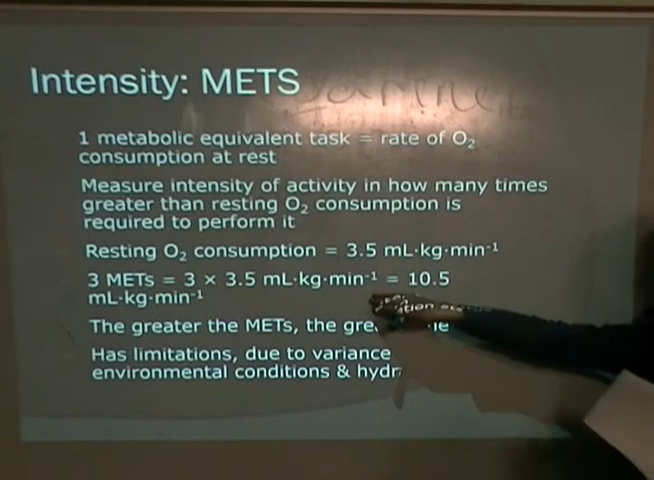 Intensity: METS
1 metabolic equivalent task = rate of O₂
consumption at rest
Measure intensity of activity in how many times
greater than resting O₂ consumption is
required to perform it
Resting O₂ consumption = 3.5 mL·kg·min⁻¹
3 METs = 3 × 3.5 mL·kg·min⁻¹ = 10.5
mL·kg·min⁻¹
The greater the METs, the
Has limitations, due to variance
environmental conditions &